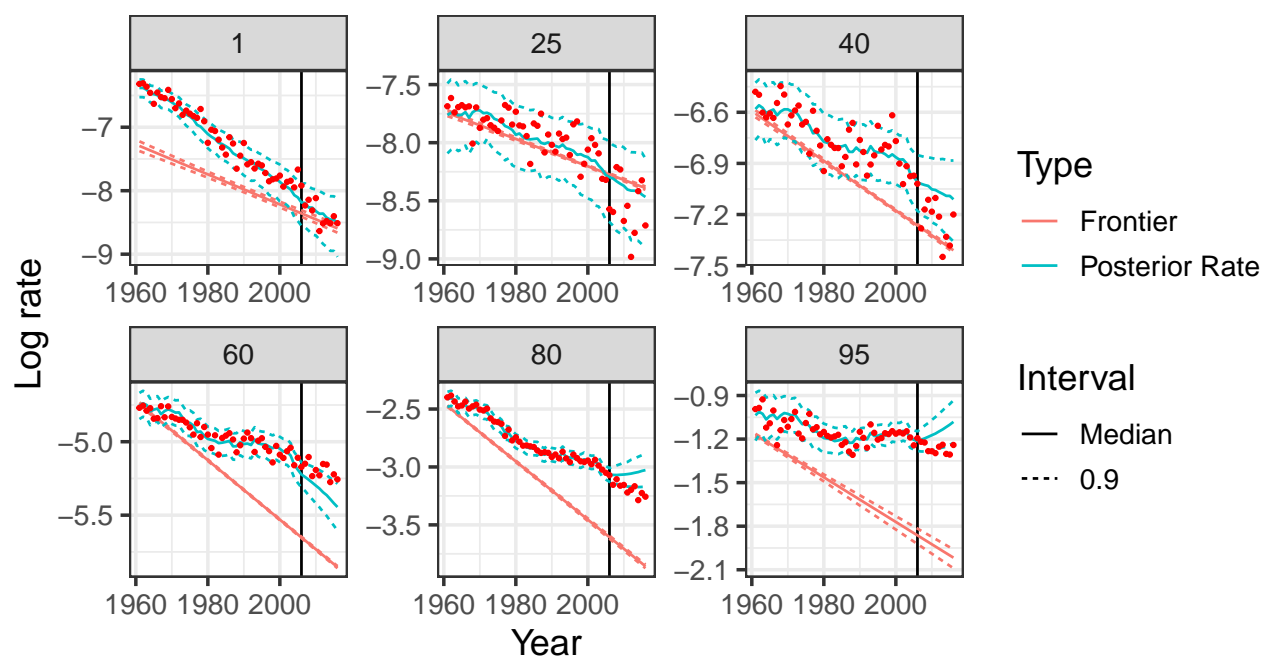 1
25
40
−7
−8
−9
−7.5
−8.0
−8.5
−9.0
−6.6
−6.9
−7.2
−7.5
1960 1980 2000
1960 1980 2000
1960 1980 2000
60
80
95
−5.0
−5.5
−2.5
−3.0
−3.5
−0.9
−1.2
−1.5
−1.8
−2.1
1960 1980 2000
1960 1980 2000
1960 1980 2000
Log rate
Year
Type
Frontier
Posterior Rate
Interval
Median
0.9